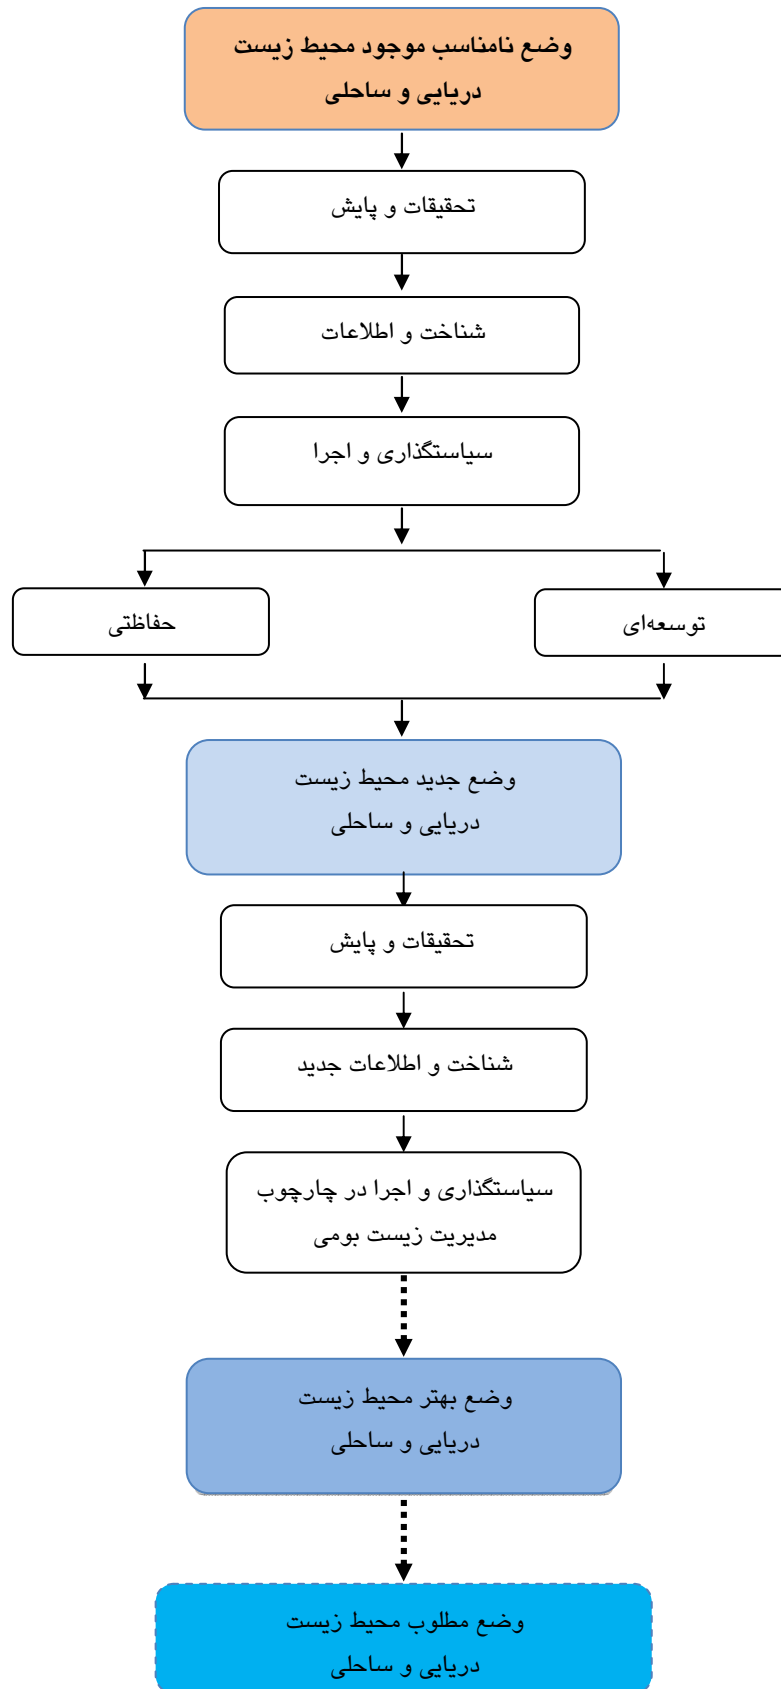 وضع نامناسب موجود محیط زیست
دریایی و ساحلی
تحقیقات و پایش
شناخت و اطلاعات
سیاستگذاری و اجرا
توسعه‌ای
حفاظتی
وضع جدید محیط زیست
دریایی و ساحلی
تحقیقات و پایش
شناخت و اطلاعات جدید
سیاستگذاری و اجرا در چارچوب
مدیریت زیست بومی
وضع بهتر محیط زیست
دریایی و ساحلی
وضع مطلوب محیط زیست
دریایی و ساحلی